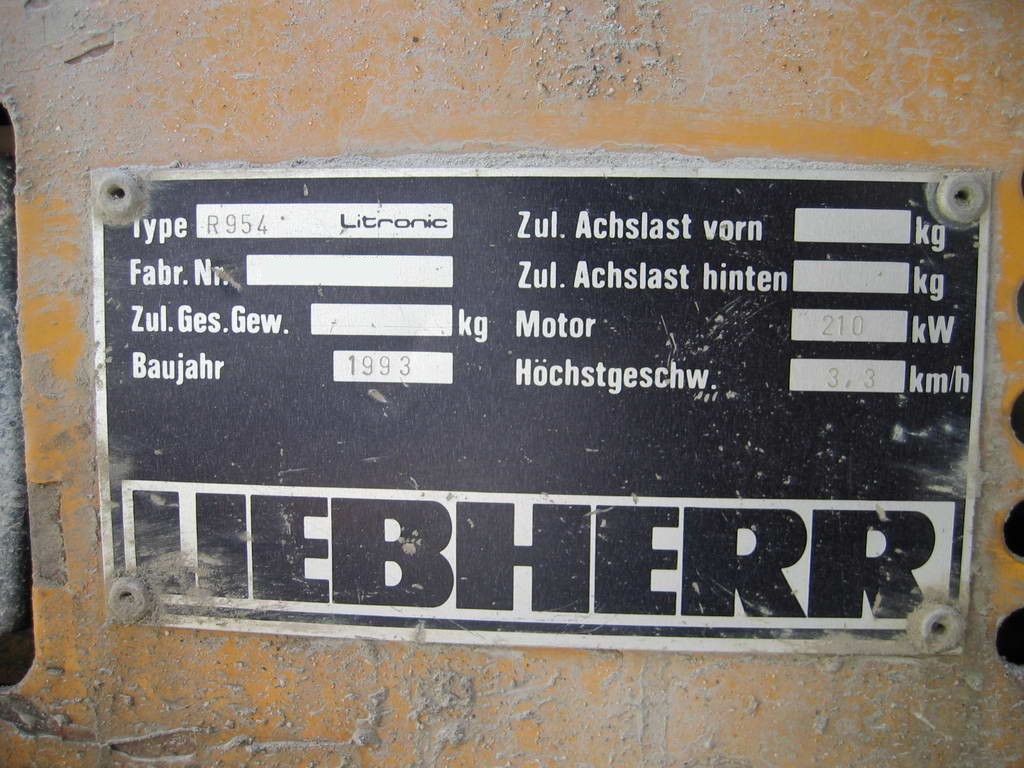 Type R954 Litronic
Fabr. Nr.
Zul. Ges. Gew. kg
Baujahr 1993
Zul. Achslast vorn kg
Zul. Achslast hinten kg
Motor 210 kW
Höchstgeschw. 3,3 km/h
LIEBHERR